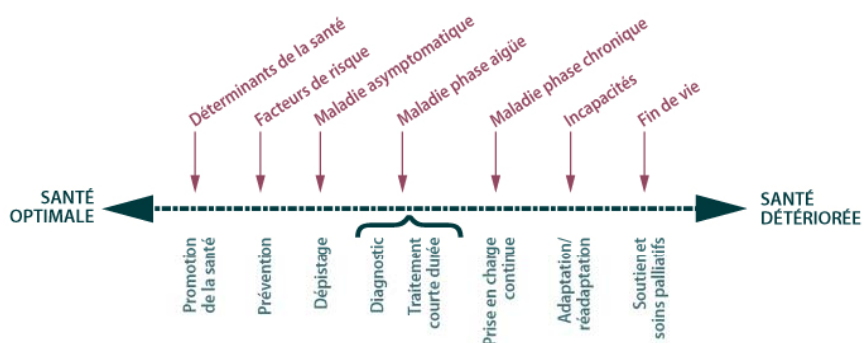 Déterminants de la santé
Facteurs de risque
Maladie asymptomatique
Maladie phase aigüe
Maladie phase chronique
Incapacités
Fin de vie
SANTÉ
OPTIMALE
SANTÉ
DÉTÉRIORÉE
Promotion
de la santé
Prévention
Dépistage
Diagnostic
Traitement
courte duiée
Prise en charge
continue
Adaptation/
réadaptation
Soutien et
soins palliatifs